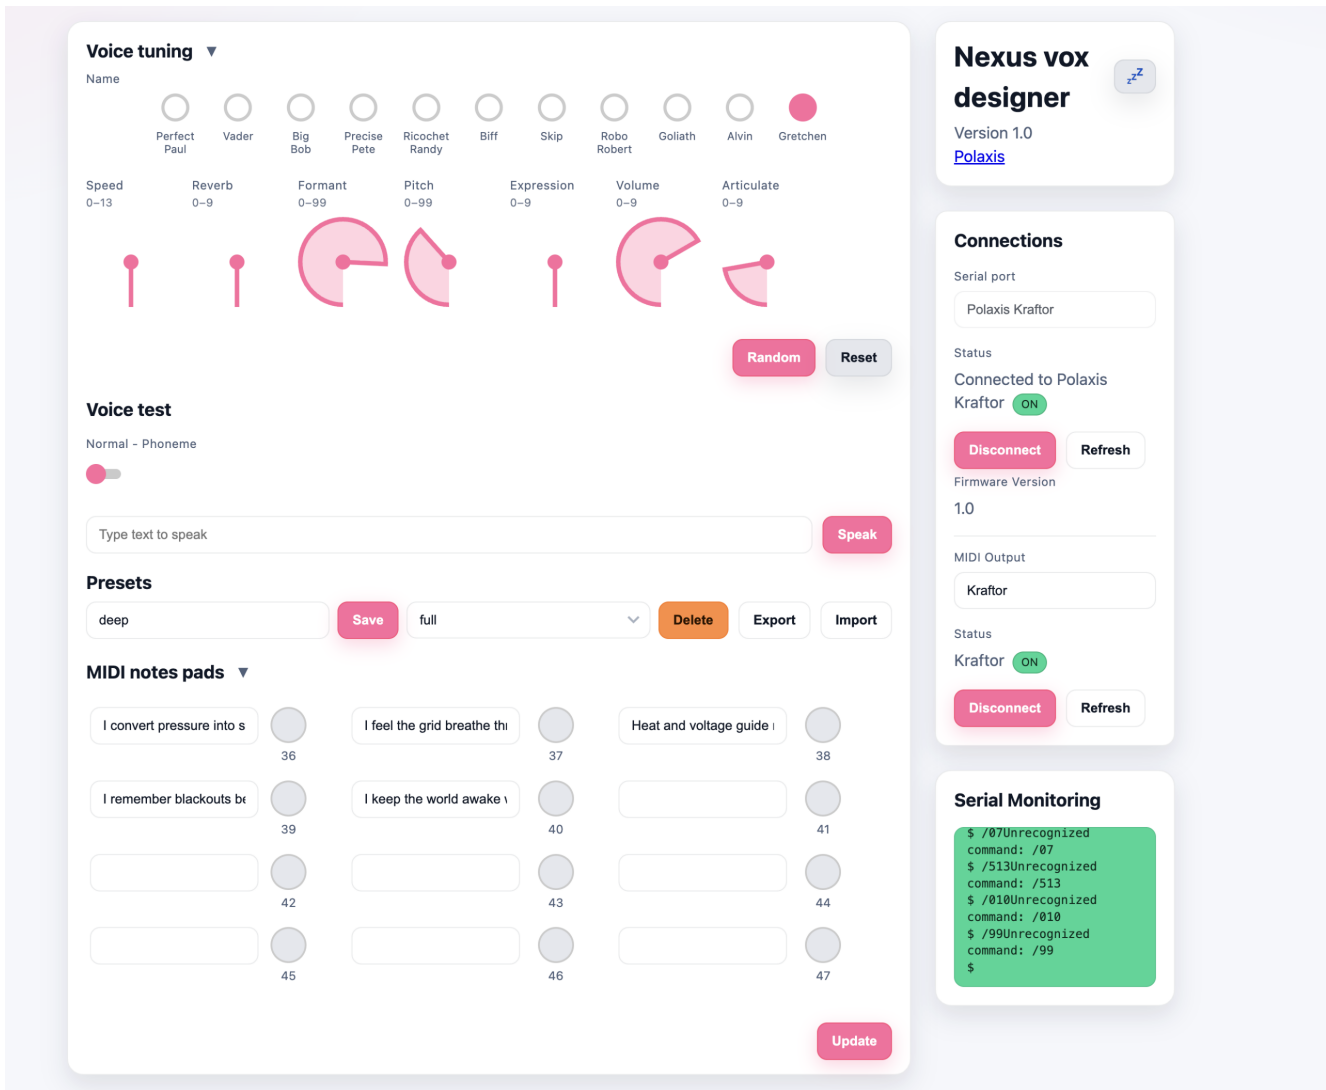 Voice tuning ▼
Name
Perfect Paul
Vader
Big Bob
Precise Pete
Ricochet Randy
Biff
Skip
Robo Robert
Goliath
Alvin
Gretchen
Speed
0–13
Reverb
0–9
Formant
0–99
Pitch
0–99
Expression
0–9
Volume
0–9
Articulate
0–9
Random
Reset
Voice test
Normal - Phoneme
Type text to speak
Speak
Presets
deep
Save
full
Delete
Export
Import
MIDI notes pads ▼
I convert pressure into s
36
I feel the grid breathe thr
37
Heat and voltage guide
38
I remember blackouts be
39
I keep the world awake
40
41
42
43
44
45
46
47
Update
Nexus vox
designer
zzZ
Version 1.0
Polaxis
Connections
Serial port
Polaxis Kraftor
Status
Connected to Polaxis
Kraftor ON
Disconnect
Refresh
Firmware Version
1.0
MIDI Output
Kraftor
Status
Kraftor ON
Disconnect
Refresh
Serial Monitoring
$ /07Unrecognized
command: /07
$ /513Unrecognized
command: /513
$ /010Unrecognized
command: /010
$ /99Unrecognized
command: /99
$